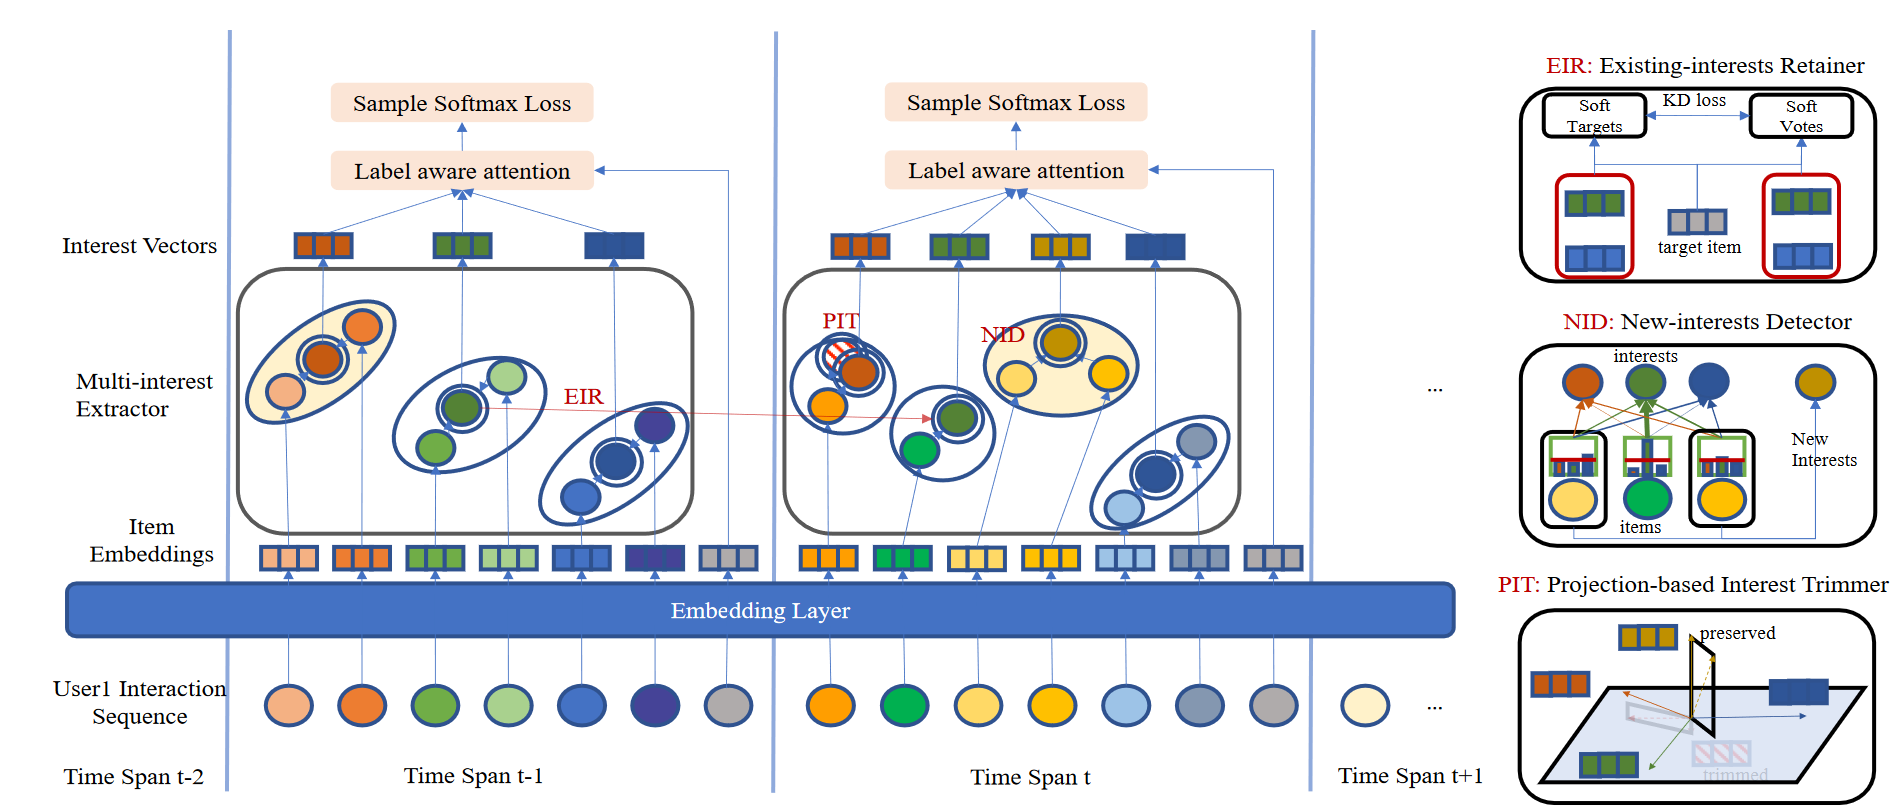 Sample Softmax Loss
Label aware attention
Sample Softmax Loss
Label aware attention
Interest Vectors
Multi-interest
Extractor
EIR
PIT
NID
...
Item
Embeddings
Embedding Layer
User1 Interaction
Sequence
...
Time Span t-2
Time Span t-1
Time Span t
Time Span t+1
EIR: Existing-interests Retainer
Soft
Targets
KD loss
Soft
Votes
target item
NID: New-interests Detector
interests
New
Interests
items
PIT: Projection-based Interest Trimmer
preserved
trimmed